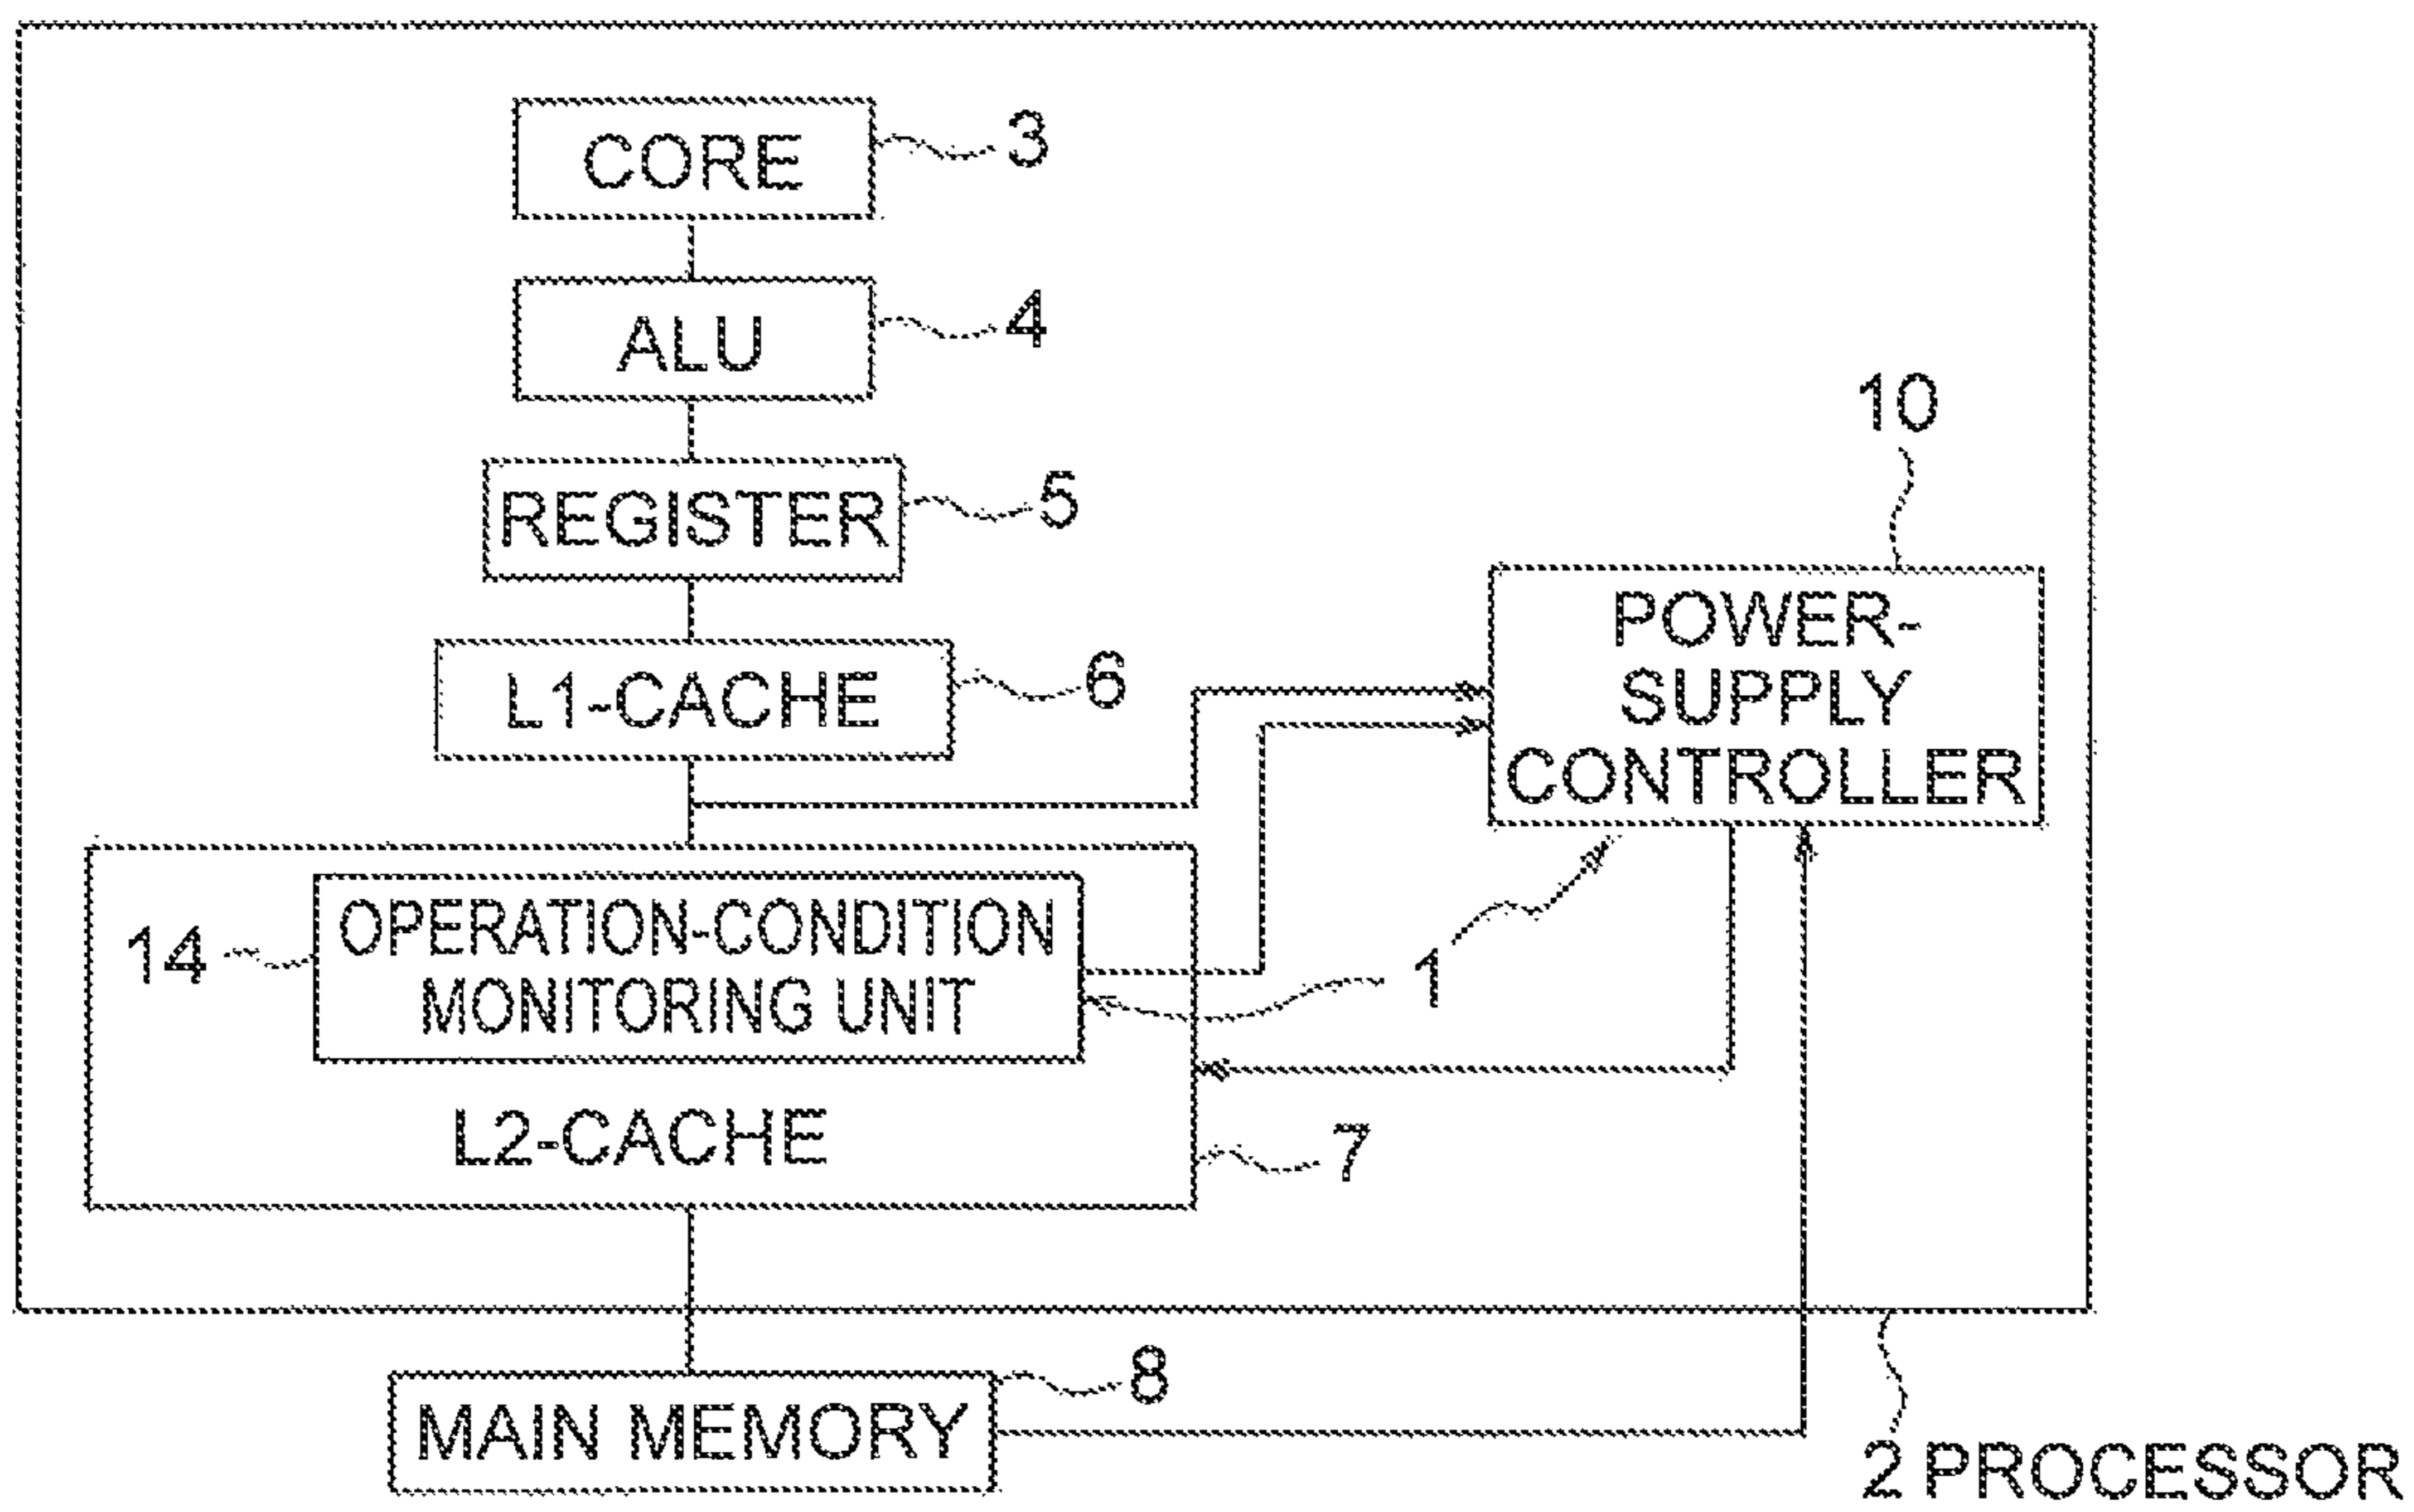 CORE
3
ALU
4
10
REGISTER
5
POWER-
SUPPLY
CONTROLLER
L1-CACHE
6
14
OPERATION-CONDITION
MONITORING UNIT
1
L2-CACHE
7
MAIN MEMORY
8
2 PROCESSOR